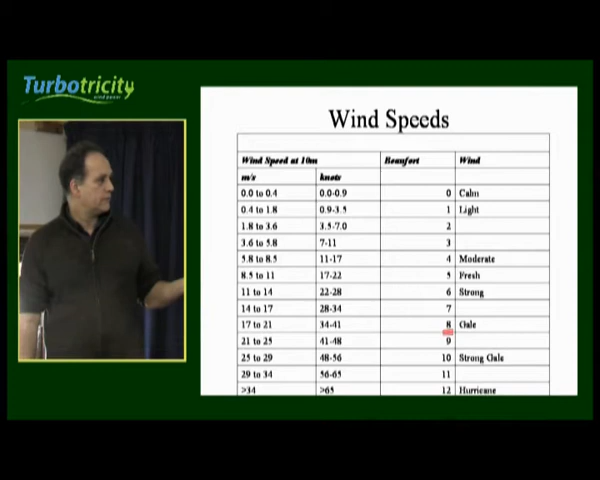 Turbotricity
wind power
Wind Speeds
Wind Speed at 10m Beaufort Wind
m/s knots
0.0 to 0.4 0.0-0.9 0 Calm
0.4 to 1.8 0.9-3.5 1 Light
1.8 to 3.6 3.5-7.0 2
3.6 to 5.8 7-11 3
5.8 to 8.5 11-17 4 Moderate
8.5 to 11 17-22 5 Fresh
11 to 14 22-28 6 Strong
14 to 17 28-34 7
17 to 21 34-41 8 Gale
21 to 25 41-48 9
25 to 29 48-56 10 Strong Gale
29 to 34 56-65 11
>34 >65 12 Hurricane